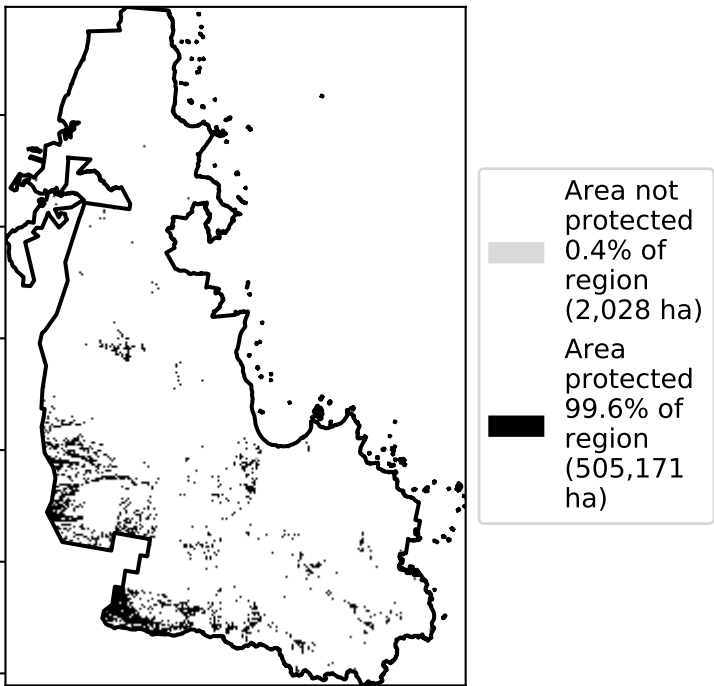 Area not
protected
0.4% of
region
(2,028 ha)
Area
protected
99.6% of
region
(505,171
ha)